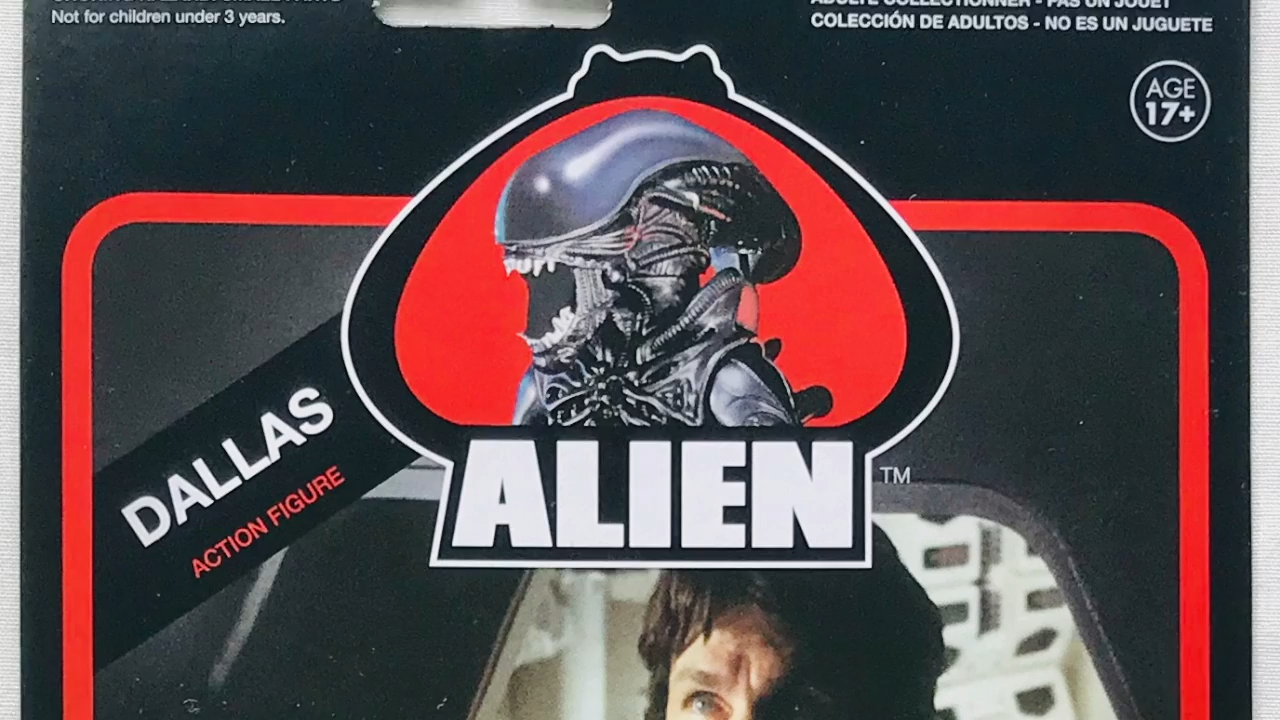 Not for children under 3 years.
COLECCIÓN DE ADULTOS - NO ES UN JUGUETE
AGE
17+
DALLAS
ACTION FIGURE
ALIEN TM